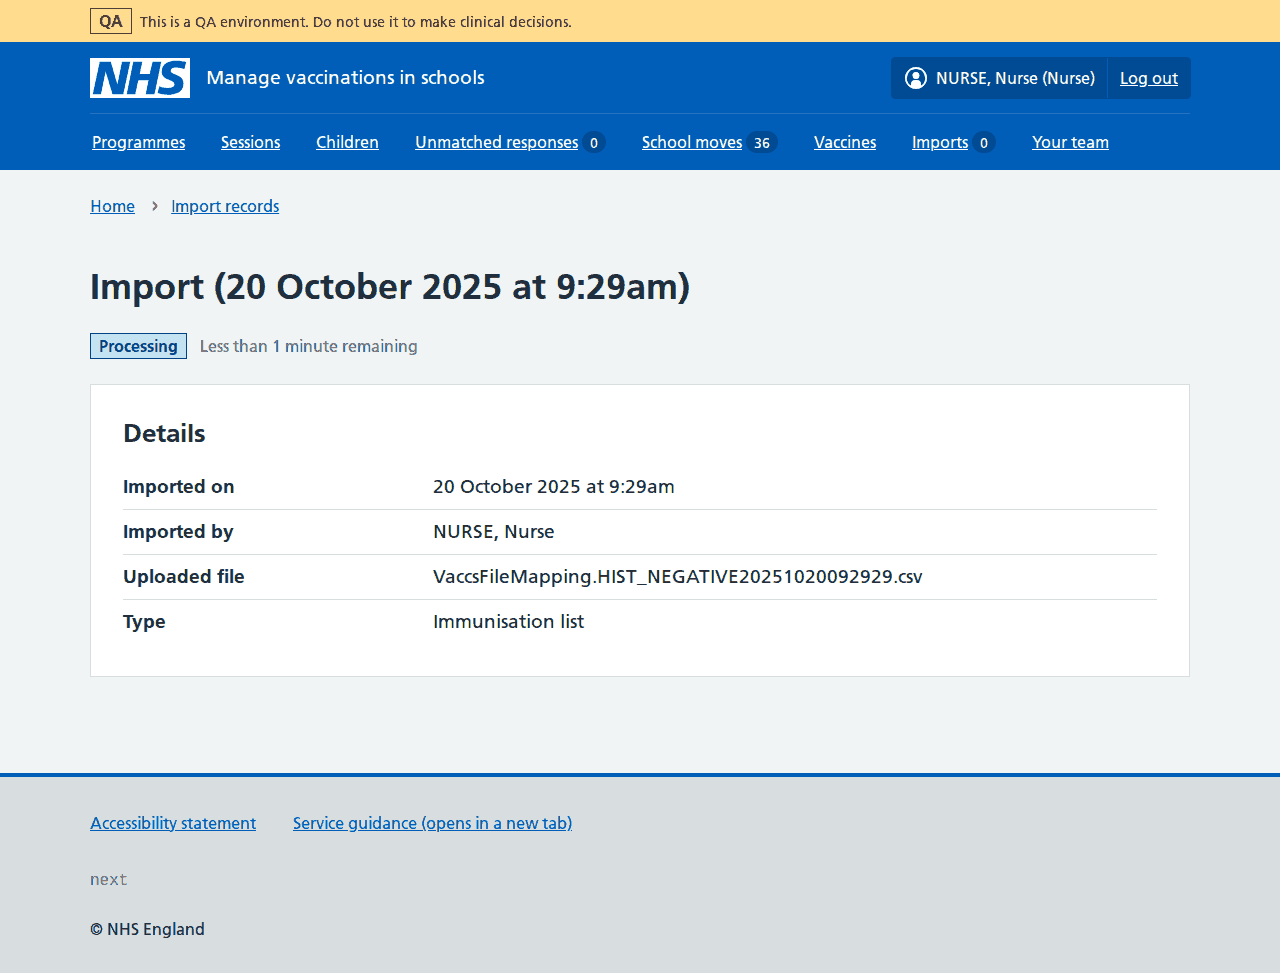 QA This is a QA environment. Do not use it to make clinical decisions.
NHS Manage vaccinations in schools NURSE, Nurse (Nurse) Log out
Programmes Sessions Children Unmatched responses 0 School moves 36 Vaccines Imports 0 Your team
Home Import records
Import (20 October 2025 at 9:29am)
Processing Less than 1 minute remaining
Details
Imported on 20 October 2025 at 9:29am
Imported by NURSE, Nurse
Uploaded file VaccsFileMapping.HIST_NEGATIVE20251020092929.csv
Type Immunisation list
Accessibility statement Service guidance (opens in a new tab)
next
© NHS England